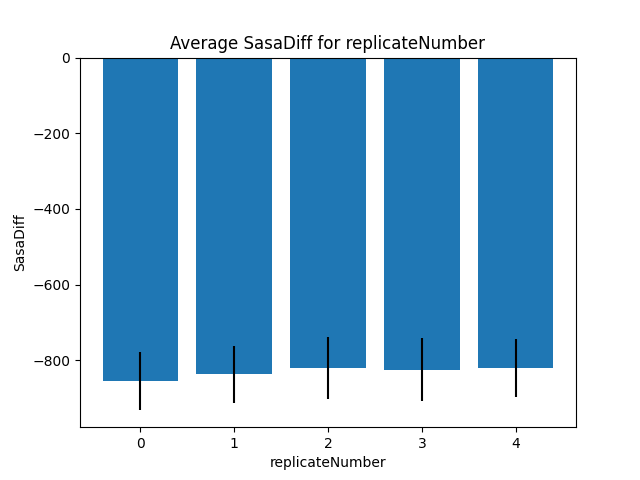 Average SasaDiff for replicateNumber
0
−200
−400
−600
−800
SasaDiff
0 1 2 3 4
replicateNumber